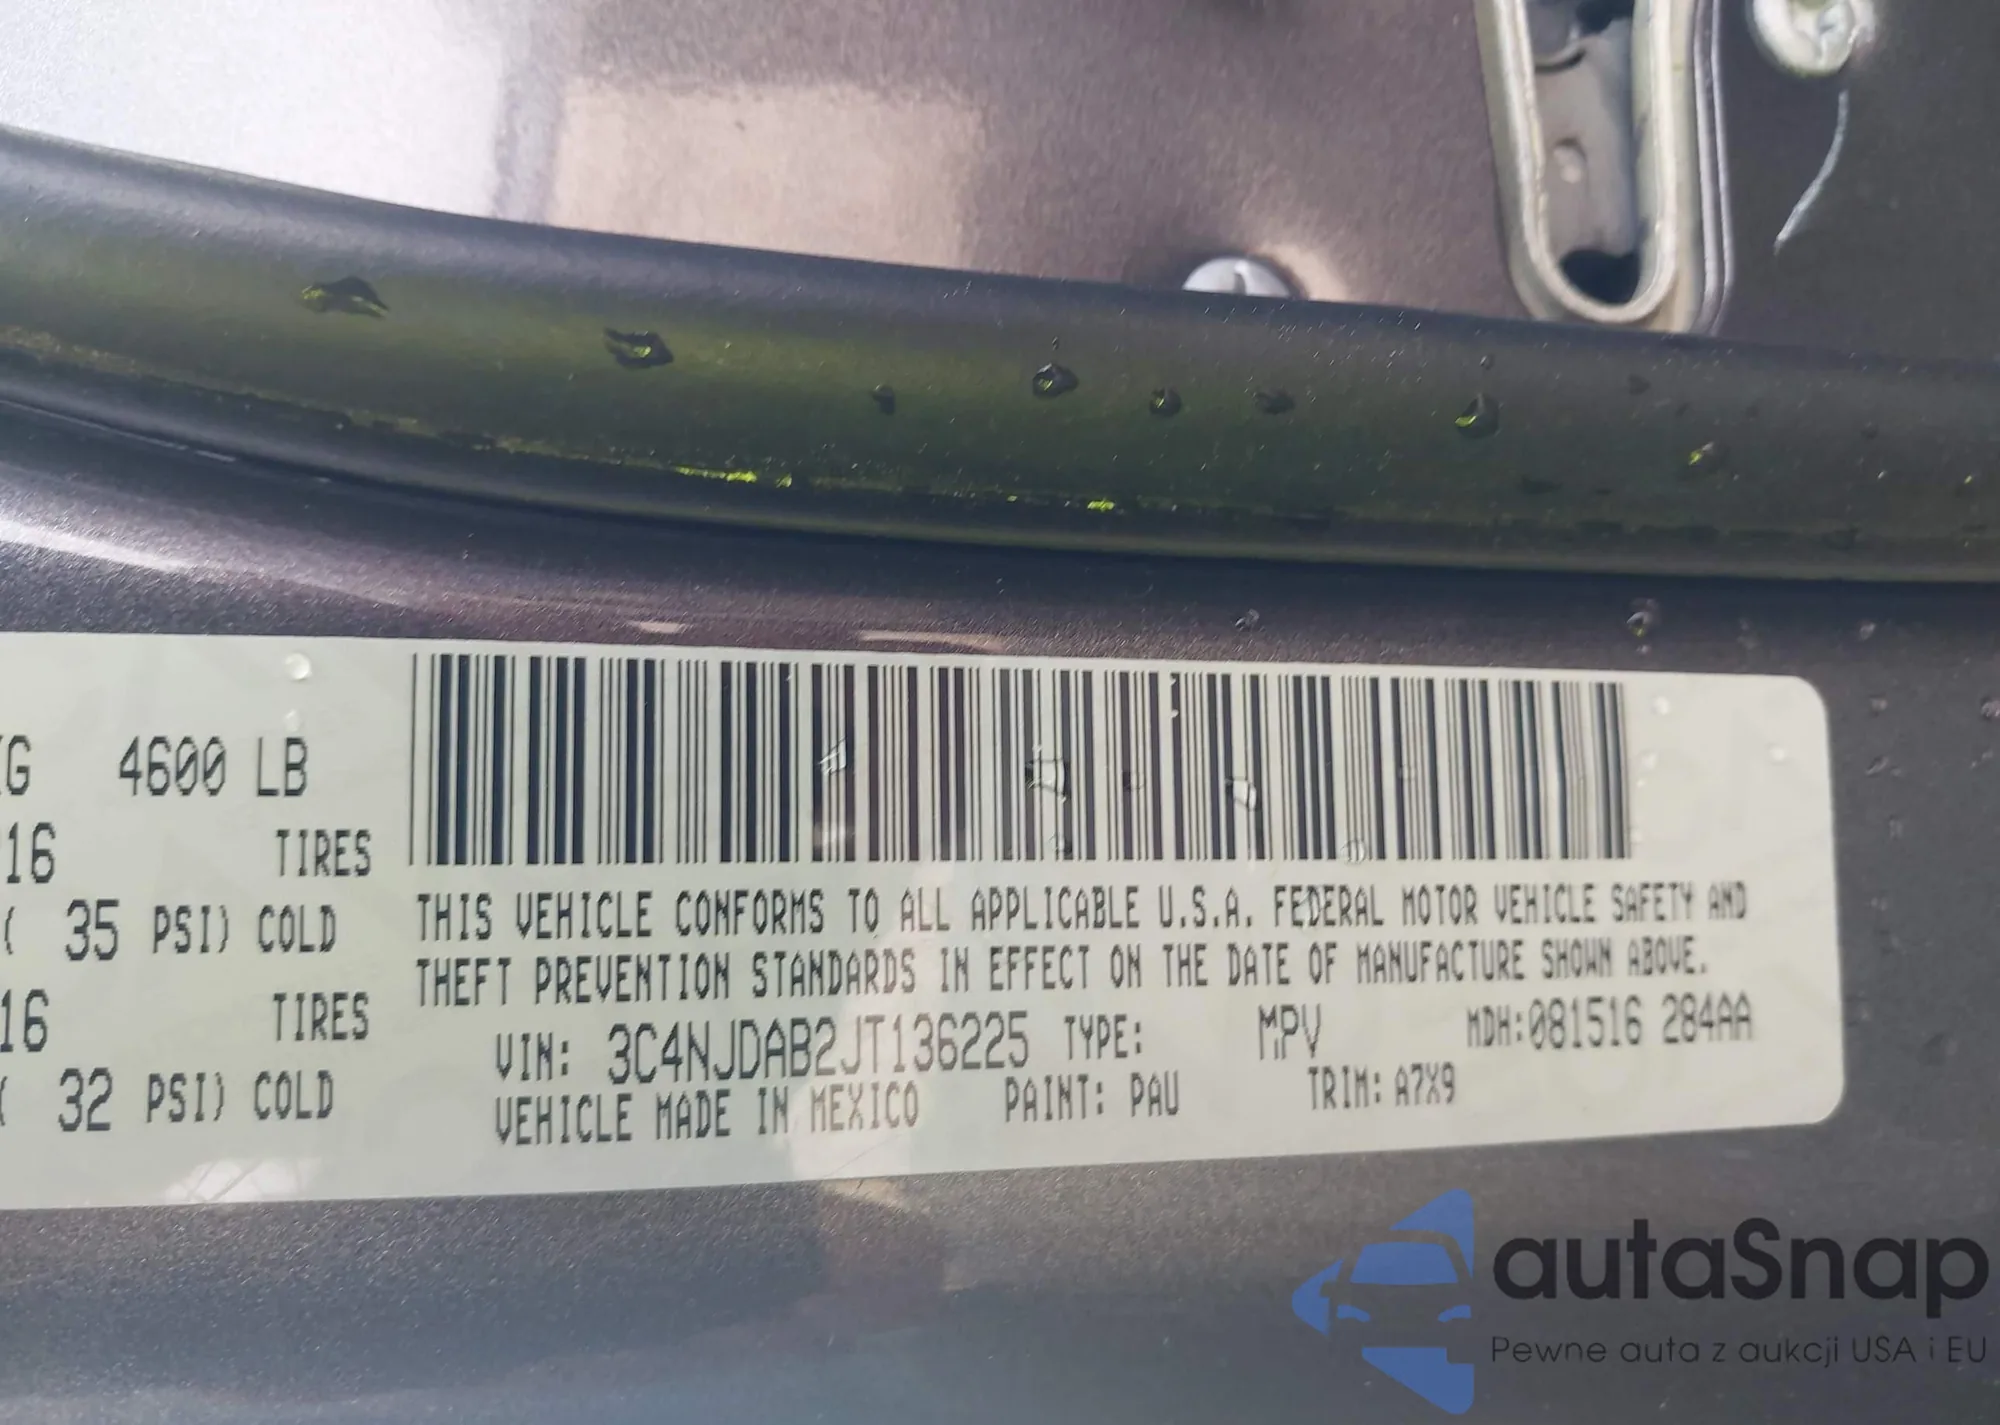 KG 4600 LB
16 TIRES
( 35 PSI) COLD
16 TIRES
( 32 PSI) COLD
THIS VEHICLE CONFORMS TO ALL APPLICABLE U.S.A. FEDERAL MOTOR VEHICLE SAFETY AND
THEFT PREVENTION STANDARDS IN EFFECT ON THE DATE OF MANUFACTURE SHOWN ABOVE.
VIN: 3C4NJDAB2JT136225 TYPE: MPV MDH:081516 284AA
VEHICLE MADE IN MEXICO PAINT: PAU TRIM: A7X9
autaSnap
Pewne auta z aukcji USA i EU